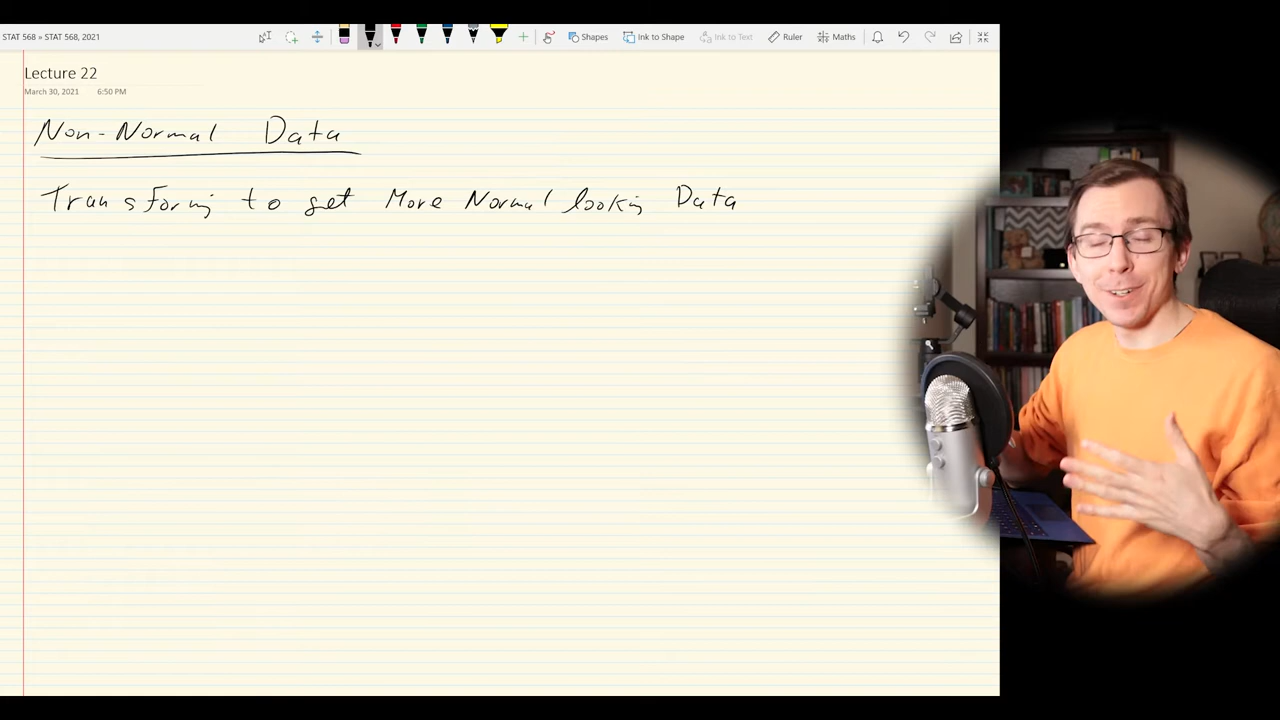 STAT 568 » STAT 568, 2021
Shapes
Ink to Shape
Ink to Text
Ruler
Maths
Lecture 22
March 30, 2021 6:50 PM
Non-Normal Data
Transforming to get More Normal looking Data